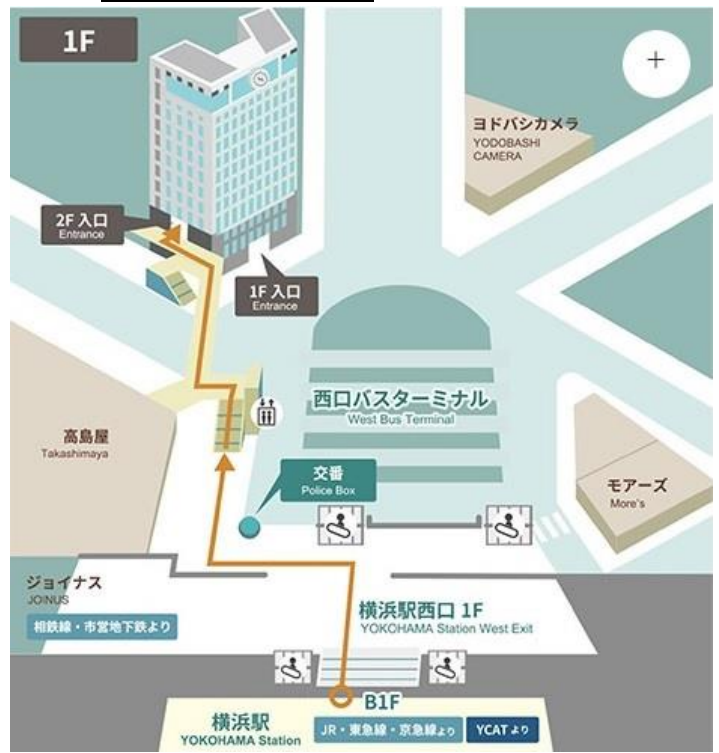 1F
+
ヨドバシカメラ
YODOBASHI
CAMERA
2F 入口
Entrance
1F 入口
Entrance
西口バスターミナル
West Bus Terminal
高島屋
Takashimaya
交番
Police Box
モアーズ
More's
ジョイナス
JOINUS
相鉄線・市営地下鉄より
横浜駅西口 1F
YOKOHAMA Station West Exit
B1F
横浜駅
YOKOHAMA Station
JR・東急線・京急線より
YCATより